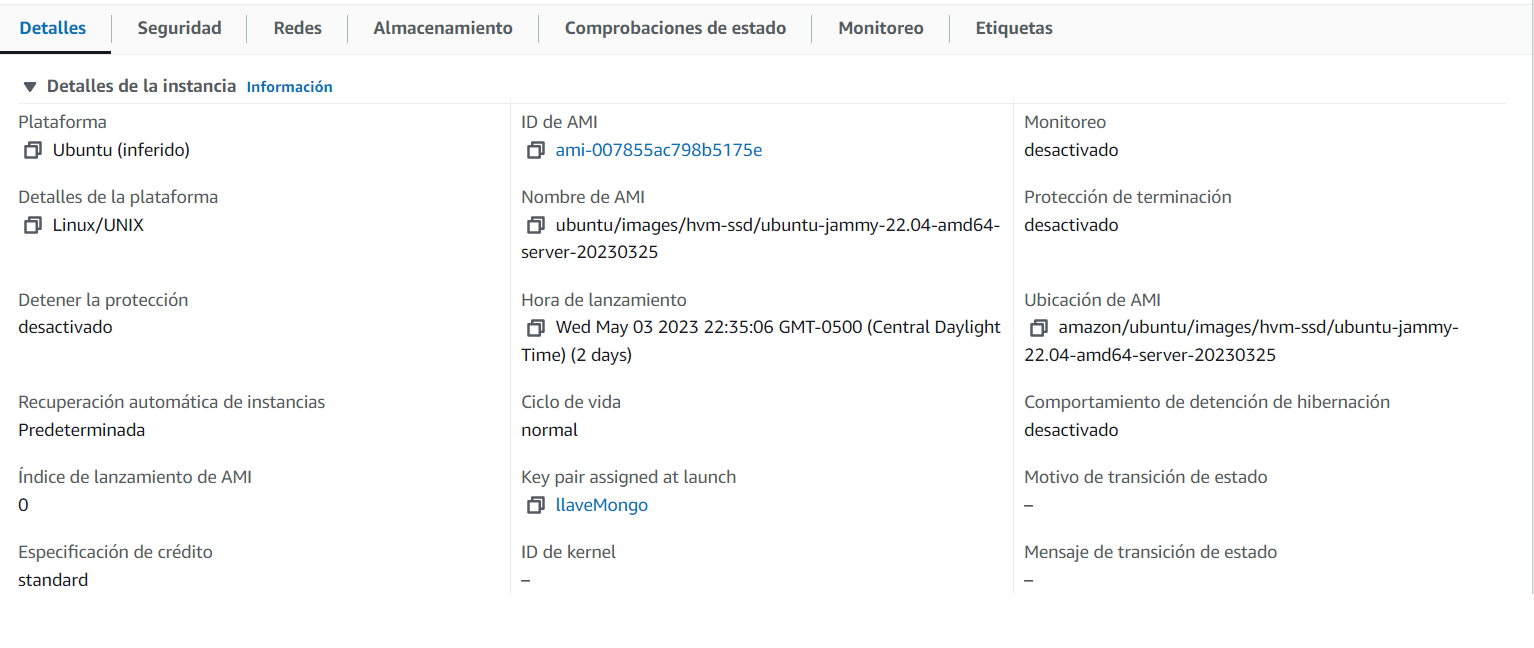 Detalles
Seguridad
Redes
Almacenamiento
Comprobaciones de estado
Monitoreo
Etiquetas
Detalles de la instancia Información
Plataforma
Ubuntu (inferido)
ID de AMI
ami-007855ac798b5175e
Monitoreo
desactivado
Detalles de la plataforma
Linux/UNIX
Nombre de AMI
ubuntu/images/hvm-ssd/ubuntu-jammy-22.04-amd64-
server-20230325
Protección de terminación
desactivado
Detener la protección
desactivado
Hora de lanzamiento
Wed May 03 2023 22:35:06 GMT-0500 (Central Daylight
Time) (2 days)
Ubicación de AMI
amazon/ubuntu/images/hvm-ssd/ubuntu-jammy-
22.04-amd64-server-20230325
Recuperación automática de instancias
Predeterminada
Ciclo de vida
normal
Comportamiento de detención de hibernación
desactivado
Índice de lanzamiento de AMI
0
Key pair assigned at launch
llaveMongo
Motivo de transición de estado
–
Especificación de crédito
standard
ID de kernel
–
Mensaje de transición de estado
–